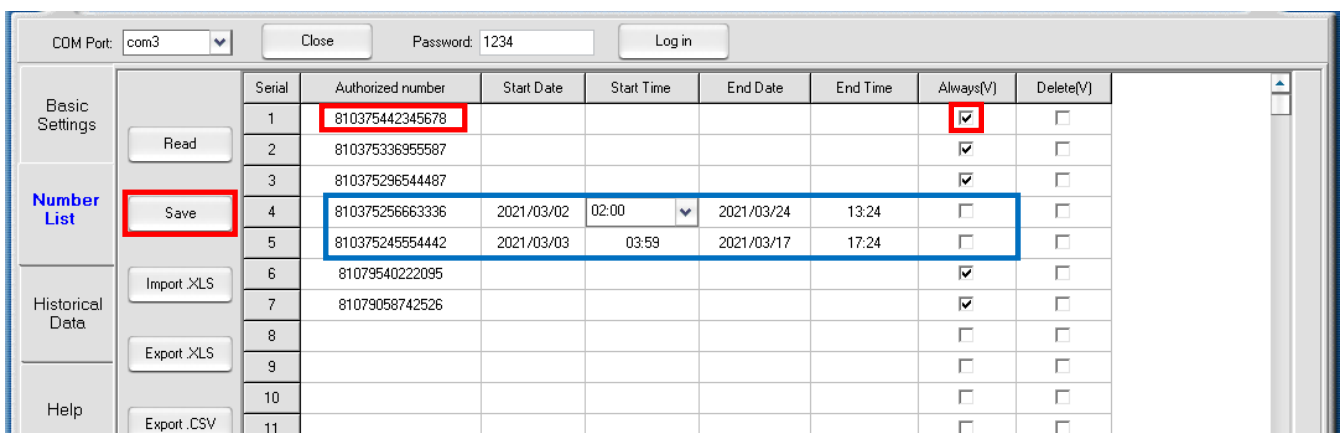 COM Port: com3 Close Password: 1234 Log in
Basic Settings
Number List
Historical Data
Help
Read
Save
Import .XLS
Export .XLS
Export .CSV
Serial Authorized number Start Date Start Time End Date End Time Always(V) Delete(V)
1 810375442345678
2 810375336955587
3 810375296544487
4 810375256663336 2021/03/02 02:00 2021/03/24 13:24
5 810375245554442 2021/03/03 03:59 2021/03/17 17:24
6 81079540222095
7 81079058742526
8
9
10
11